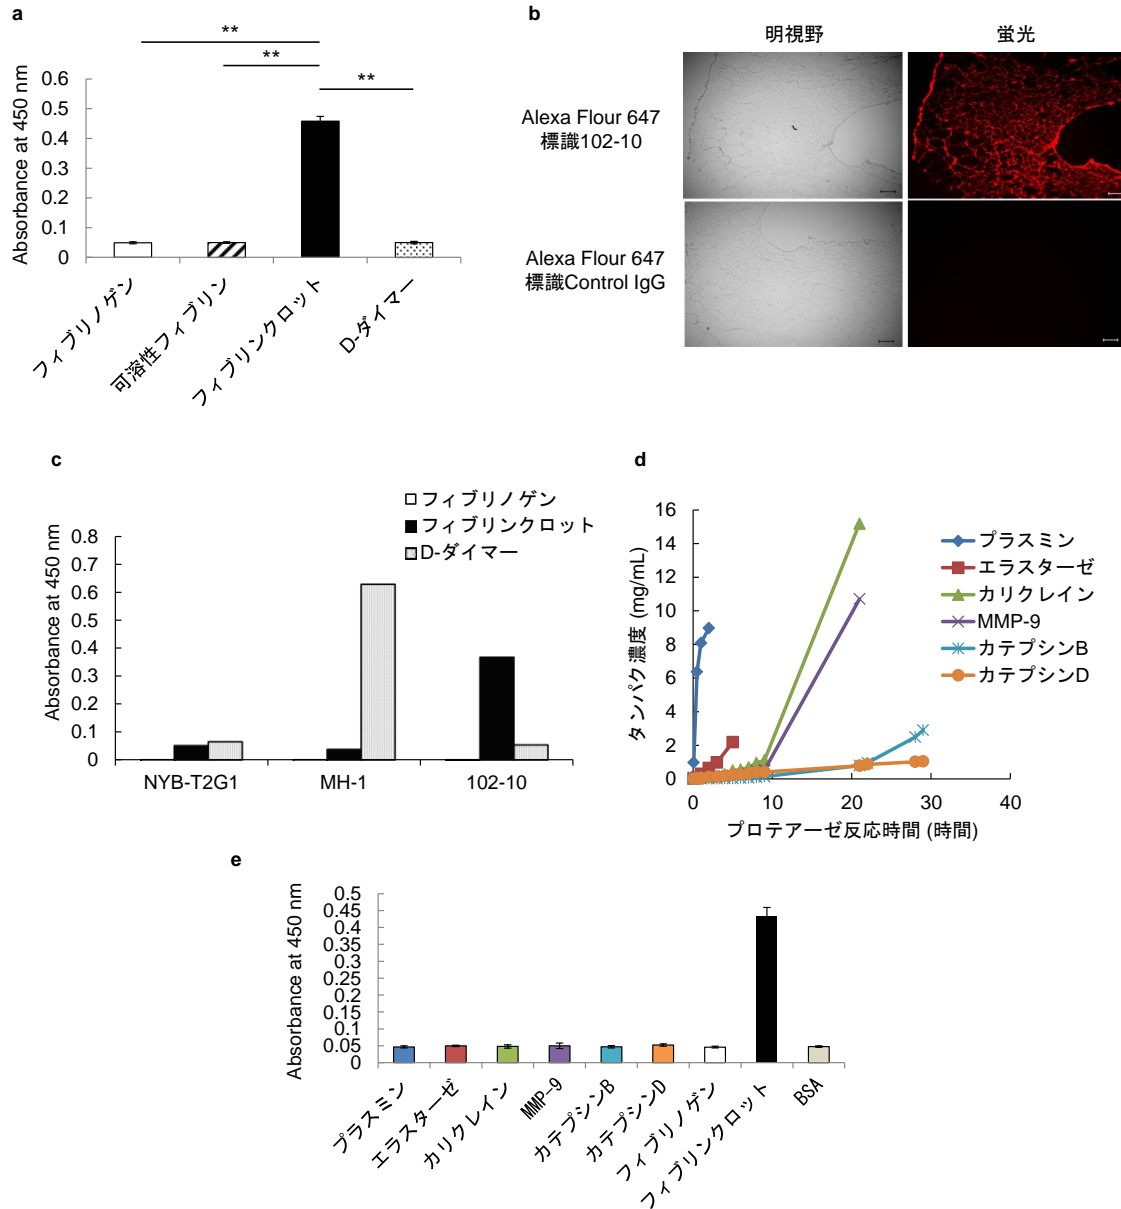 a
**
**
**
Absorbance at 450 nm
0.6
0.5
0.4
0.3
0.2
0.1
0
フィブリノゲン
可溶性フィブリン
フィブリンクロット
D-ダイマー
b
明視野
蛍光
Alexa Flour 647
標識102-10
Alexa Flour 647
標識Control IgG
c
フィブリノゲン
フィブリンクロット
D-ダイマー
Absorbance at 450 nm
0.8
0.7
0.6
0.5
0.4
0.3
0.2
0.1
0
NYB-T2G1
MH-1
102-10
d
タンパク濃度 (mg/mL)
16
14
12
10
8
6
4
2
0
0
10
20
30
40
プロテアーゼ反応時間 (時間)
プラスミン
エラスターゼ
カリクレイン
MMP-9
カテプシンB
カテプシンD
e
Absorbance at 450 nm
0.5
0.45
0.4
0.35
0.3
0.25
0.2
0.15
0.1
0.05
0
プラスミン
エラスターゼ
カリクレイン
MMP-9
カテプシンB
カテプシンD
フィブリノゲン
フィブリンクロット
BSA